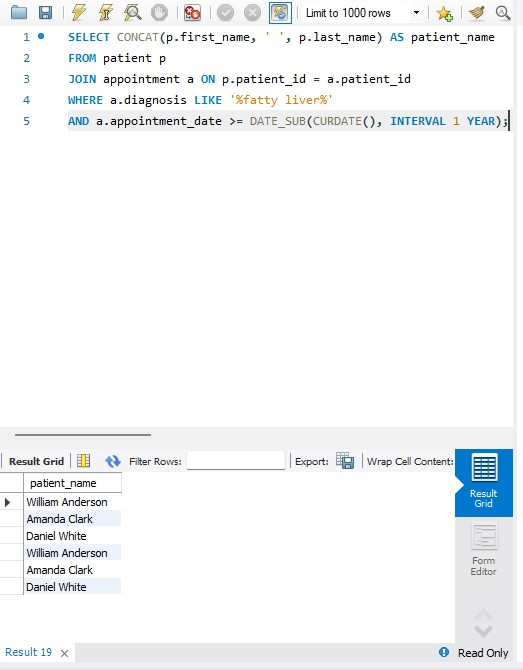 Limit to 1000 rows
1 SELECT CONCAT(p.first_name, ' ', p.last_name) AS patient_name
2 FROM patient p
3 JOIN appointment a ON p.patient_id = a.patient_id
4 WHERE a.diagnosis LIKE '%fatty liver%'
5 AND a.appointment_date >= DATE_SUB(CURDATE(), INTERVAL 1 YEAR);
Result Grid Filter Rows: Export: Wrap Cell Content:
patient_name
William Anderson
Amanda Clark
Daniel White
William Anderson
Amanda Clark
Daniel White
Result
Grid
Form
Editor
Result 19 Read Only